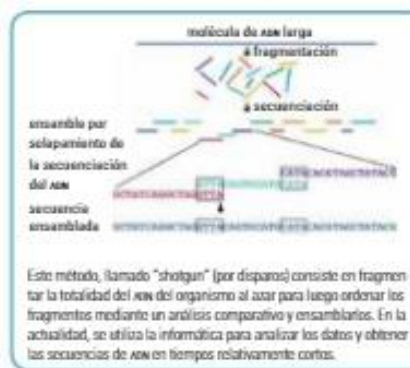 molécula de ADN larga
fragmentación
secuenciación
ensamble por
solapamiento de
la secuenciación
del ADN
secuencia
ensamblada
Este método, llamado "shotgun" (por disparos) consiste en fragmen
tar la totalidad del ADN del organismo al azar para luego ordenar los
fragmentos mediante un análisis comparativo y ensamblarlos. En la
actualidad, se utiliza la informática para analizar los datos y obtener
las secuencias de ADN en tiempos relativamente cortos.